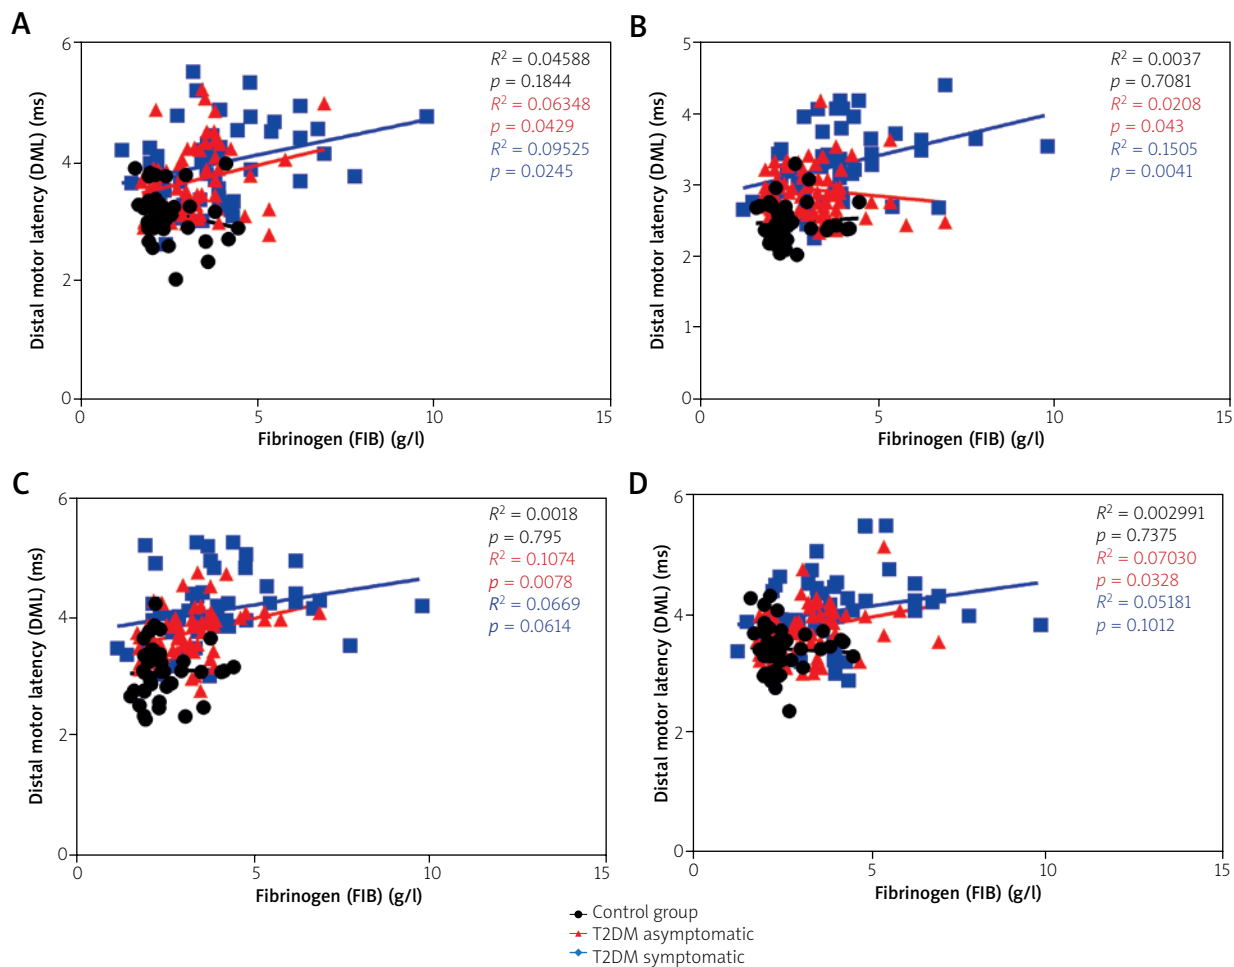 A
6
4
2
0
0
5
10
15
Distal motor latency (DML) (ms)
Fibrinogen (FIB) (g/l)
R² = 0.04588
p = 0.1844
R² = 0.06348
p = 0.0429
R² = 0.09525
p = 0.0245
B
5
4
3
2
1
0
0
5
10
15
Distal motor latency (DML) (ms)
Fibrinogen (FIB) (g/l)
R² = 0.0037
p = 0.7081
R² = 0.0208
p = 0.043
R² = 0.1505
p = 0.0041
C
6
4
2
0
0
5
10
15
Distal motor latency (DML) (ms)
Fibrinogen (FIB) (g/l)
R² = 0.0018
p = 0.795
R² = 0.1074
p = 0.0078
R² = 0.0669
p = 0.0614
D
6
4
2
0
0
5
10
15
Distal motor latency (DML) (ms)
Fibrinogen (FIB) (g/l)
R² = 0.002991
p = 0.7375
R² = 0.07030
p = 0.0328
R² = 0.05181
p = 0.1012
Control group
T2DM asymptomatic
T2DM symptomatic